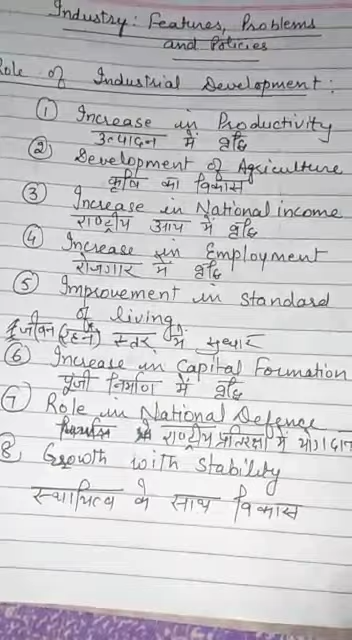 Industry: Features, Problems
and Policies
Role of Industrial Development:
① Increase in Productivity
उत्पादन में वृद्धि
② Development of Agriculture
कृषि का विकास
③ Increase in National income
राष्ट्रीय आय में वृद्धि
④ Increase in Employment
रोजगार में वृद्धि
⑤ Improvement in Standard
of living
जीवन (रहन) स्तर में सुधार
⑥ Increase in Capital Formation
पूंजी निर्माण में वृद्धि
⑦ Role in National Defence
राष्ट्रीय प्रतिरक्षा में योगदान
⑧ Growth with Stability
स्थायित्व के साथ विकास